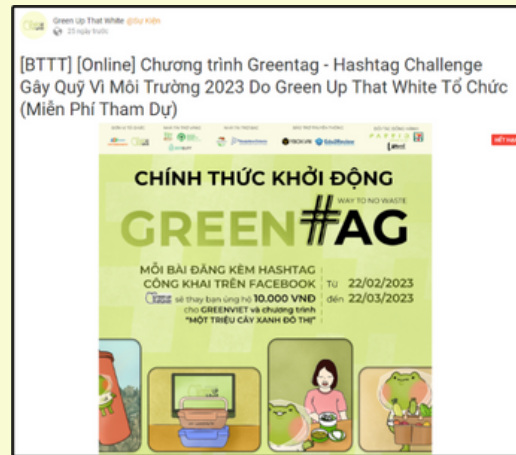 Green Up That White @Sự Kiện
25 ngày trước
[BTTT] [Online] Chương trình Greentag - Hashtag Challenge
Gây Quỹ Vì Môi Trường 2023 Do Green Up That White Tổ Chức
(Miễn Phí Tham Dự)
HẾT HẠN
CHÍNH THỨC KHỞI ĐỘNG
WAY TO NO WASTE
GREEN#AG
MỖI BÀI ĐĂNG KÈM HASHTAG
CÔNG KHAI TRÊN FACEBOOK
sẽ thay bạn ủng hộ 10.000 VNĐ
cho GREENVIET và chương trình
"MỘT TRIỆU CÂY XANH ĐÔ THỊ"
Từ 22/02/2023
đến 22/03/2023